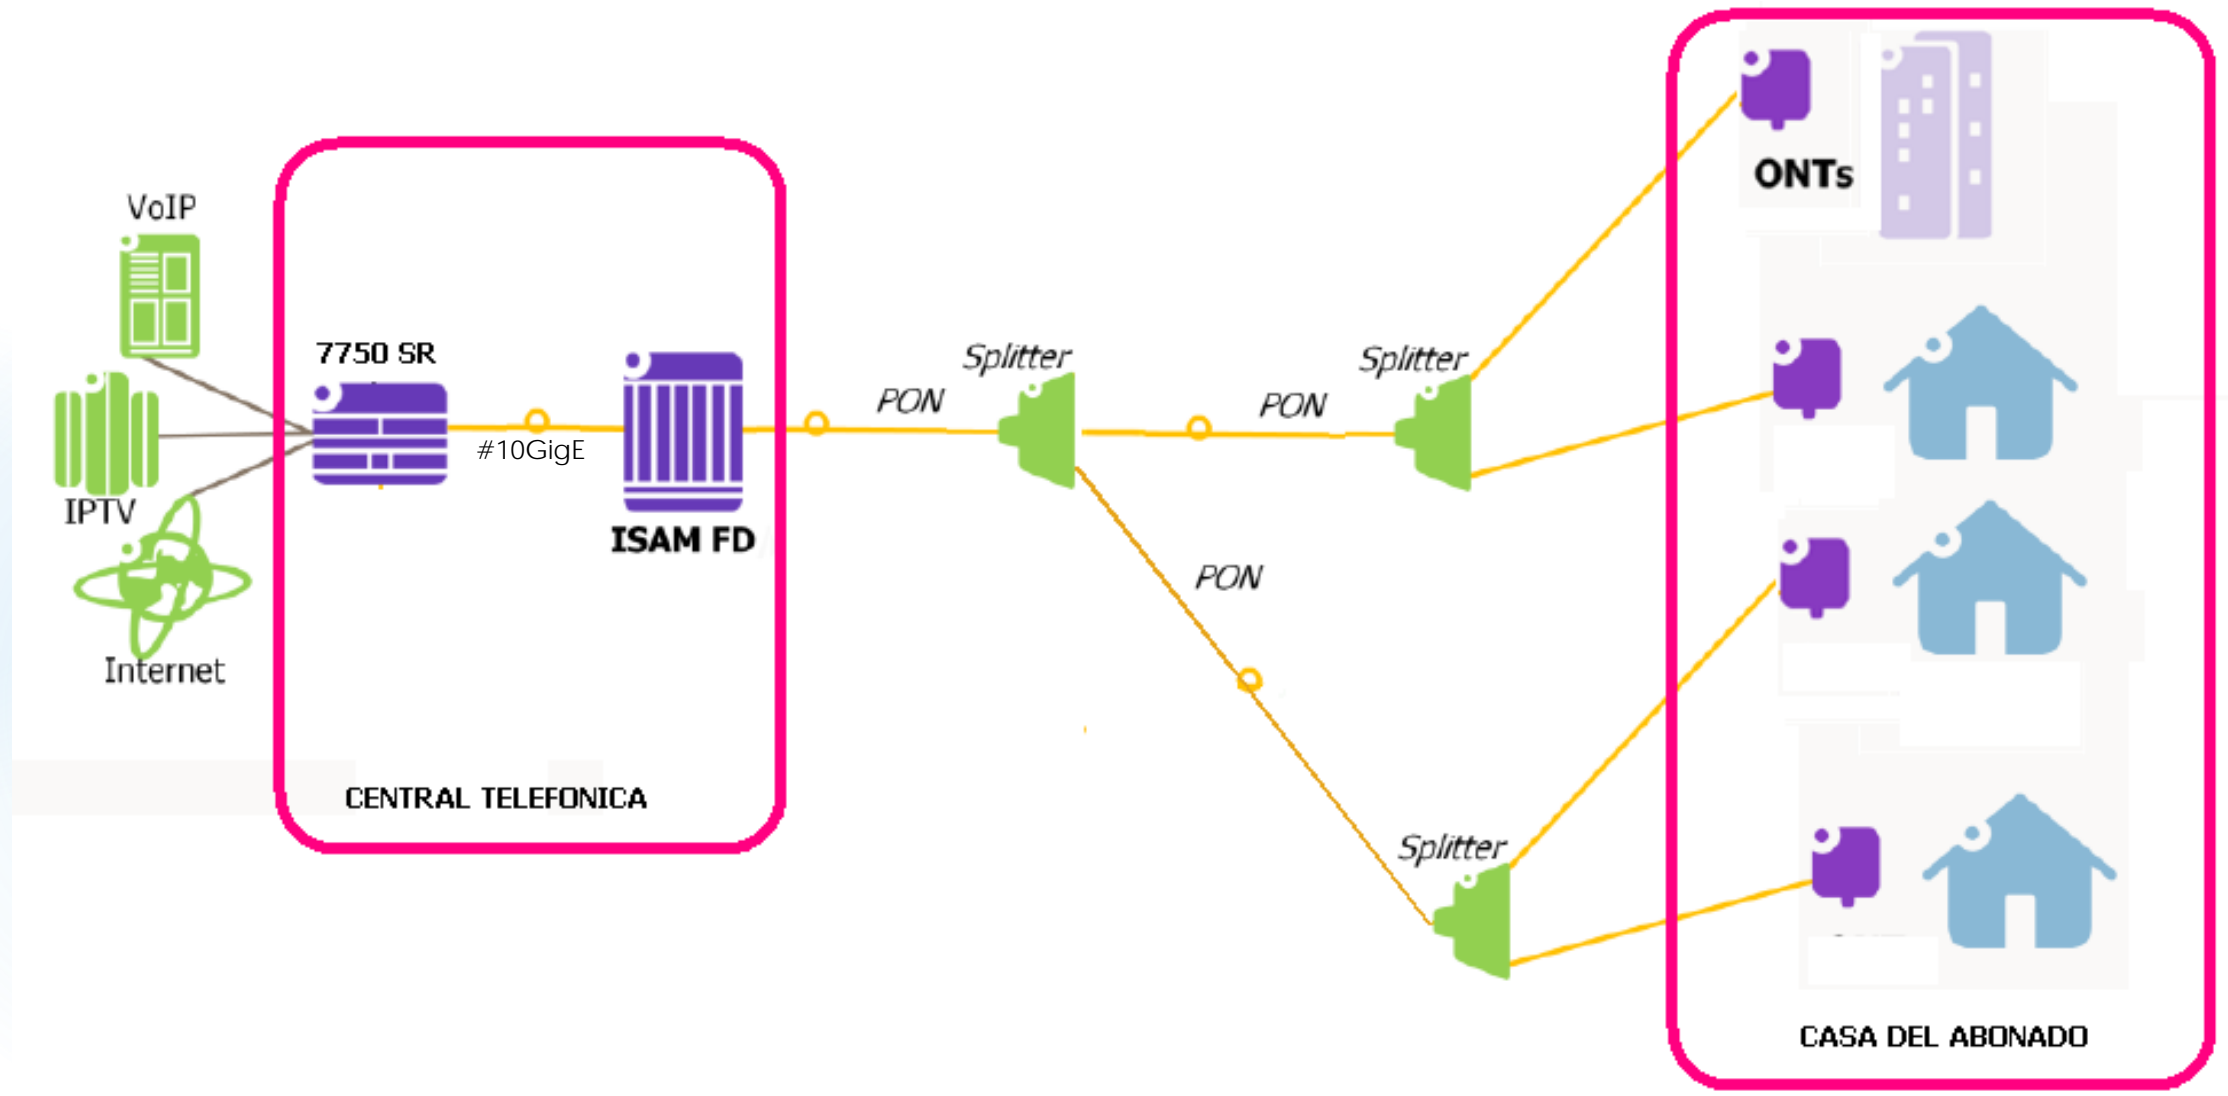 VoIP
IPTV
Internet
7750 SR
#10GigE
ISAM FD
CENTRAL TELEFONICA
PON
Splitter
PON
Splitter
PON
Splitter
ONTs
CASA DEL ABONADO